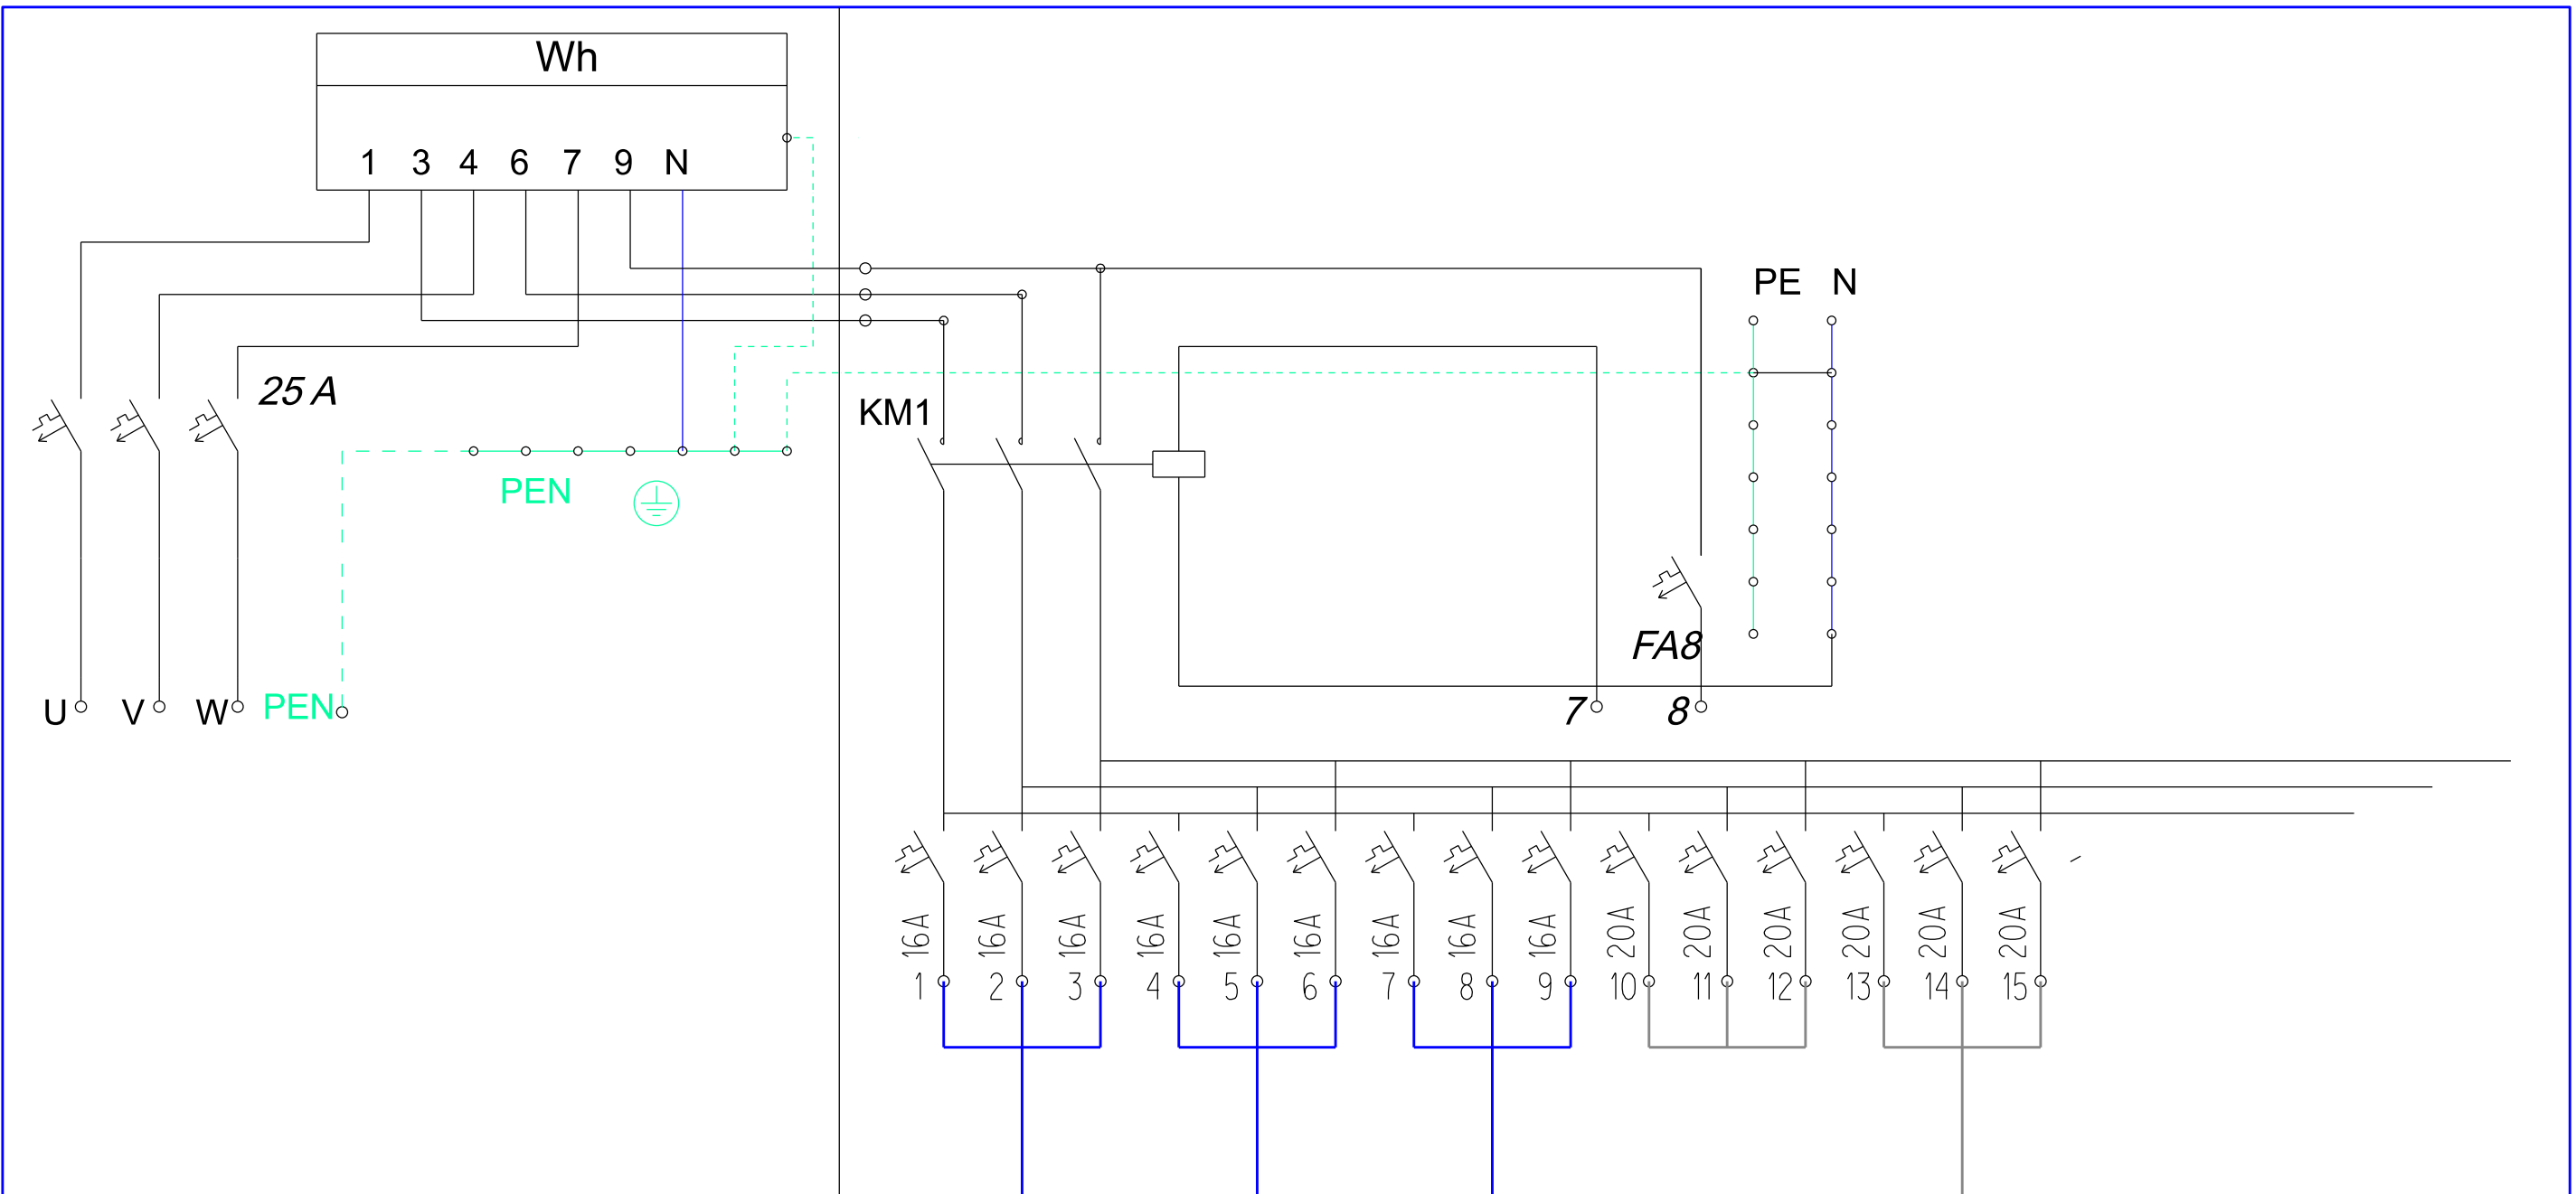 Wh
1 3 4 6 7 9 N
PE N
25 A
KM1
PEN
FA8
U V W PEN
7 8
16A 16A 16A 16A 16A 16A 16A 16A 16A 20A 20A 20A 20A 20A 20A
1 2 3 4 5 6 7 8 9 10 11 12 13 14 15